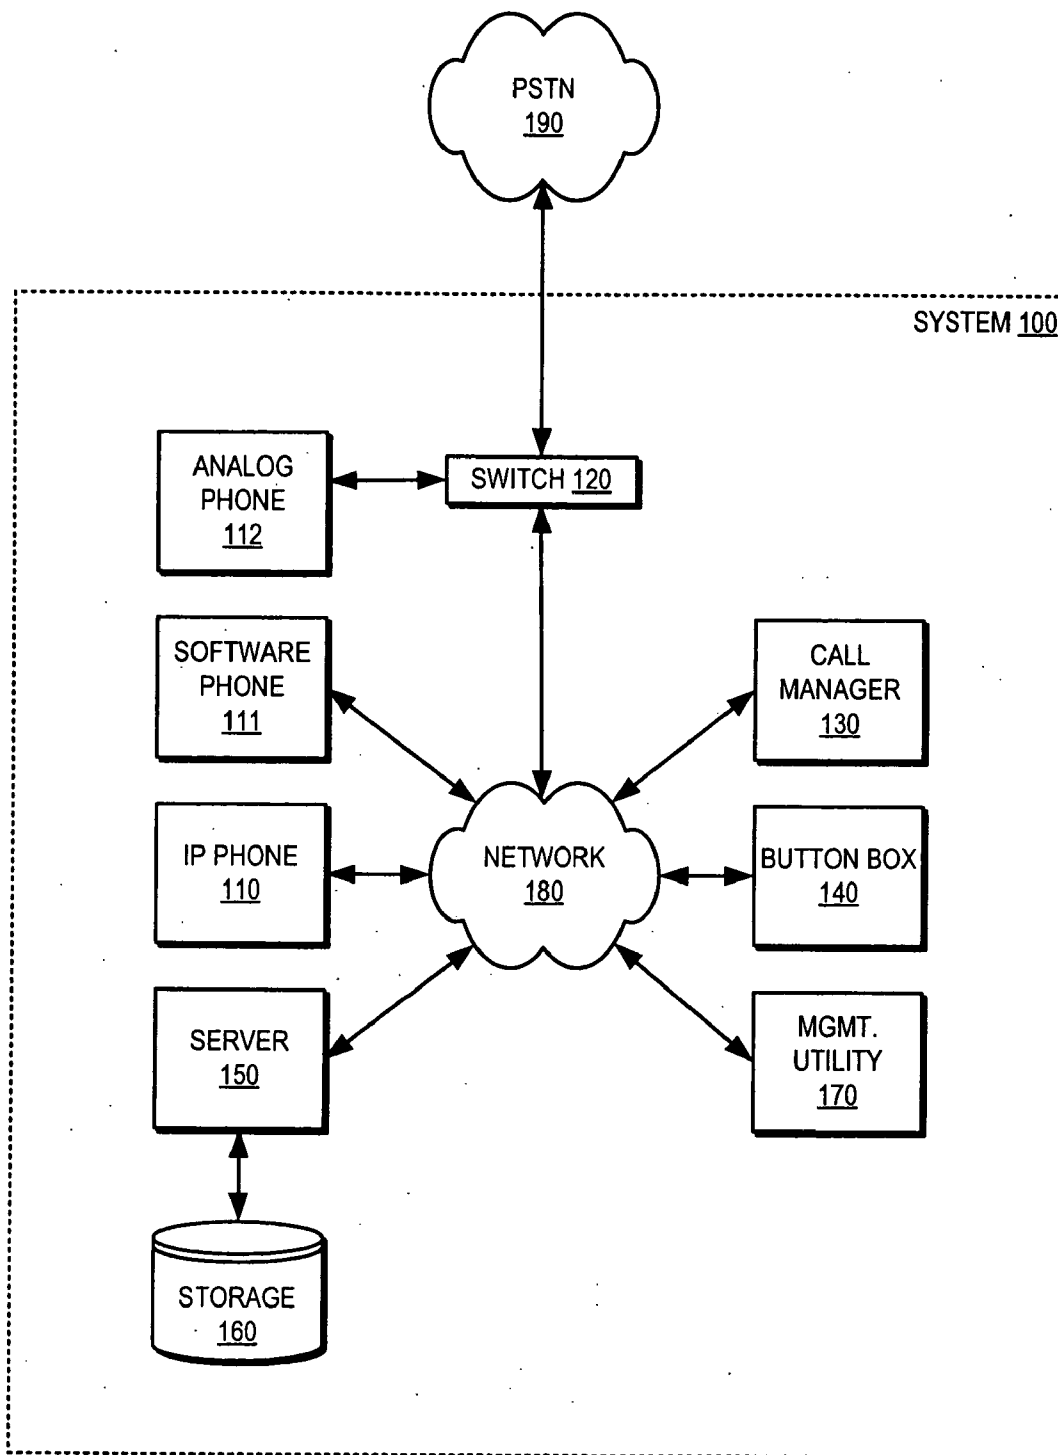 PSTN
190
SYSTEM 100
ANALOG
PHONE
112
SWITCH 120
SOFTWARE
PHONE
111
CALL
MANAGER
130
IP PHONE
110
NETWORK
180
BUTTON BOX
140
SERVER
150
MGMT.
UTILITY
170
STORAGE
160